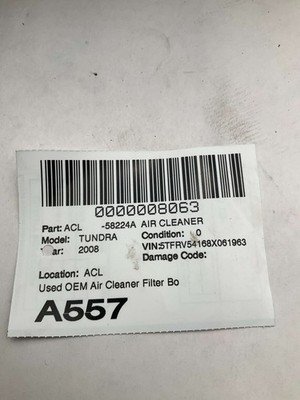 0000008063
Part: ACL -58224A AIR CLEANER
Model: TUNDRA Condition: 0
ar: 2008 VIN:5TFRV54168X061963
Damage Code:
Location: ACL
Used OEM Air Cleaner Filter Bo
A557